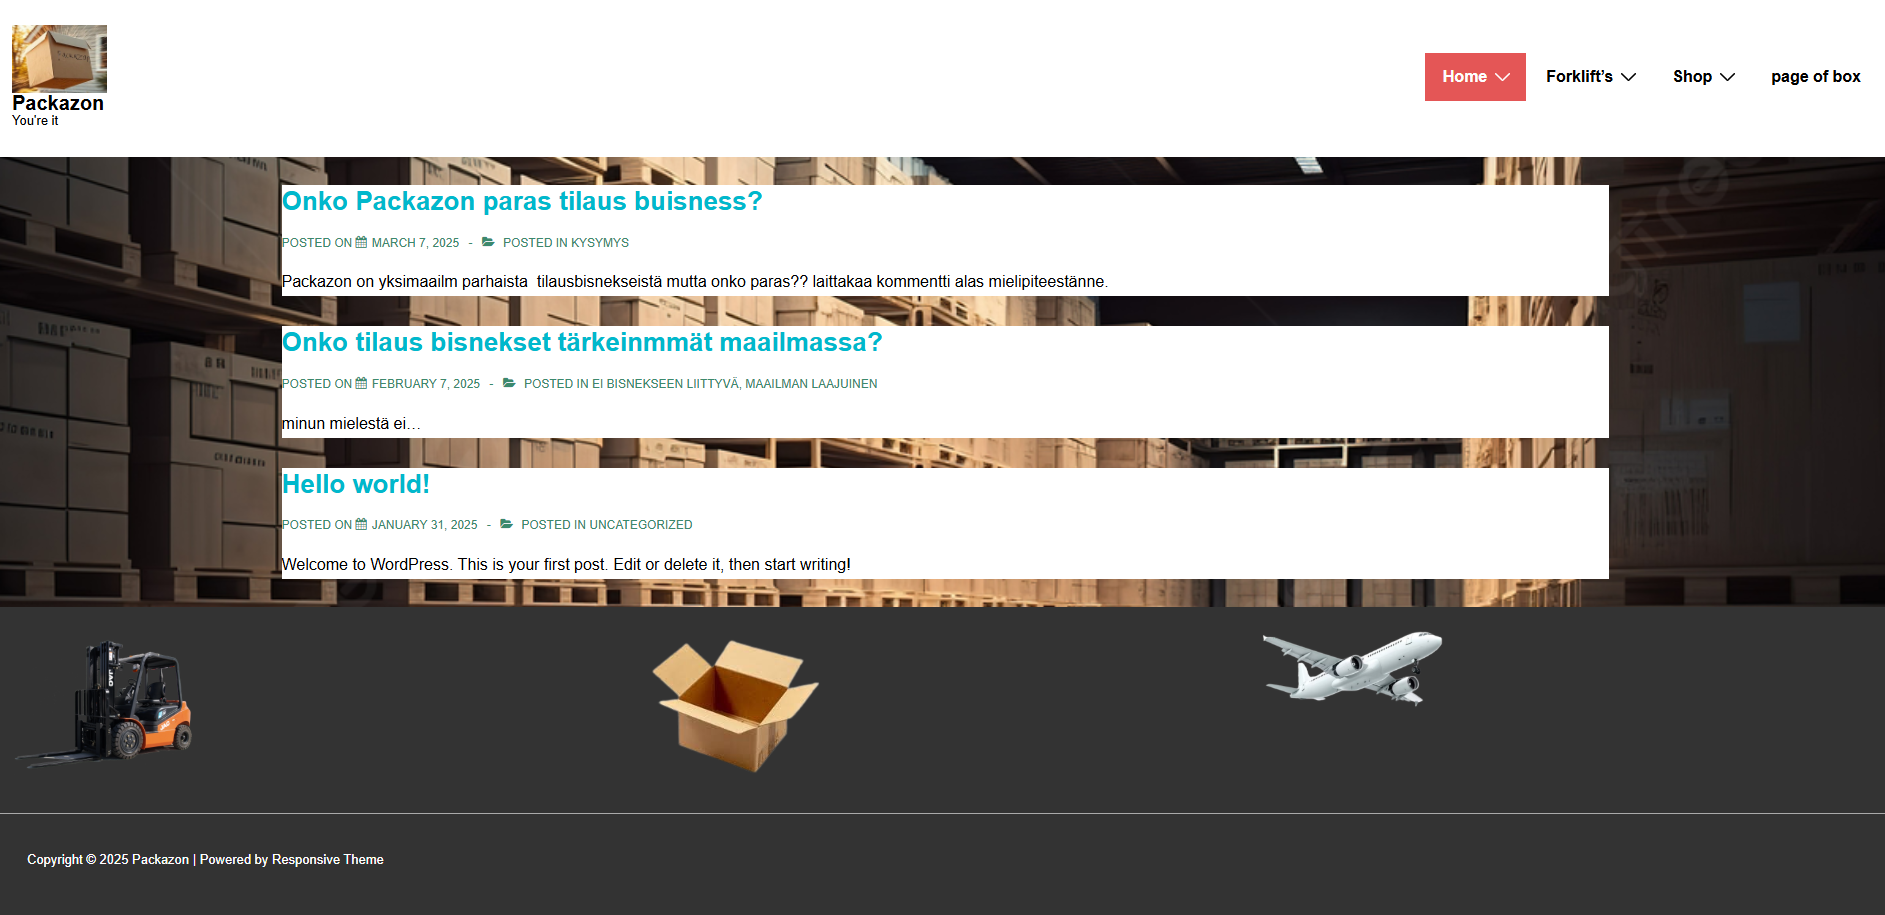 Packazon
You're it
Home
Forklift's
Shop
page of box
Onko Packazon paras tilaus buisness?
POSTED ON MARCH 7, 2025 - POSTED IN KYSYMYS
Packazon on yksimaailm parhaista  tilausbisnekseistä mutta onko paras?? laittakaa kommentti alas mielipiteestänne.
Onko tilaus bisnekset tärkeinmmät maailmassa?
POSTED ON FEBRUARY 7, 2025 - POSTED IN EI BISNEKSEEN LIITTYVÄ, MAAILMAN LAAJUINEN
minun mielestä ei…
Hello world!
POSTED ON JANUARY 31, 2025 - POSTED IN UNCATEGORIZED
Welcome to WordPress. This is your first post. Edit or delete it, then start writing!
Copyright © 2025 Packazon | Powered by Responsive Theme